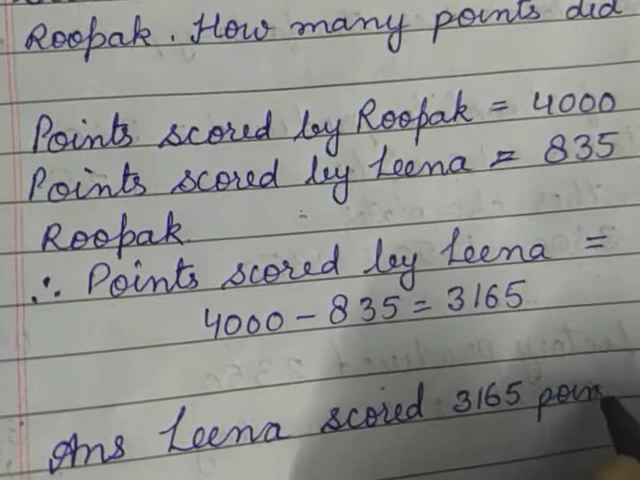 Roopak. How many points did
Points scored by Roopak = 4000
Points scored by Leena = 835
Roopak
∴ Points scored by Leena =
4000 - 835 = 3165
Ans Leena scored 3165 poin